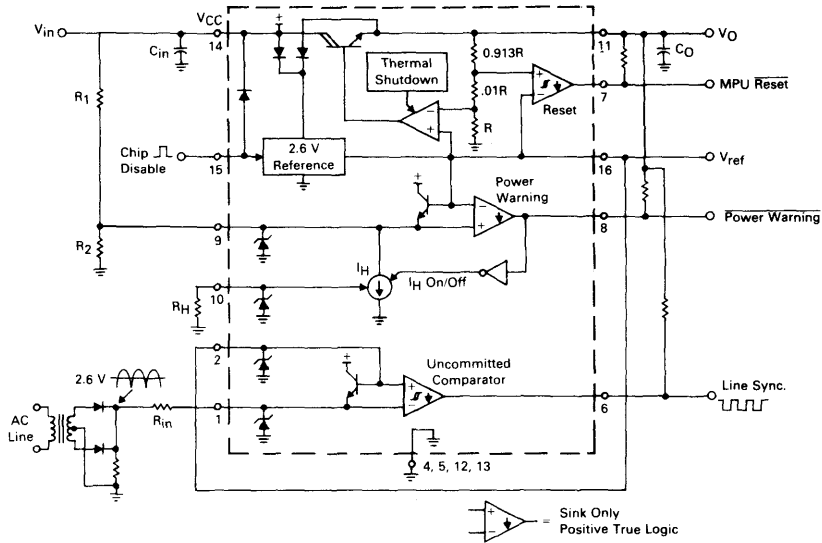 Vin
VCC
14
Cin
Thermal
Shutdown
0.913R
.01R
R
11
VO
CO
Reset
7
MPU Reset
R1
Chip
Disable
15
2.6 V
Reference
16
Vref
Power
Warning
8
Power Warning
R2
9
IH
IH On/Off
RH
10
2
2.6 V
Uncommitted
Comparator
6
Line Sync.
AC
Line
Rin
1
4, 5, 12, 13
= Sink Only
Positive True Logic